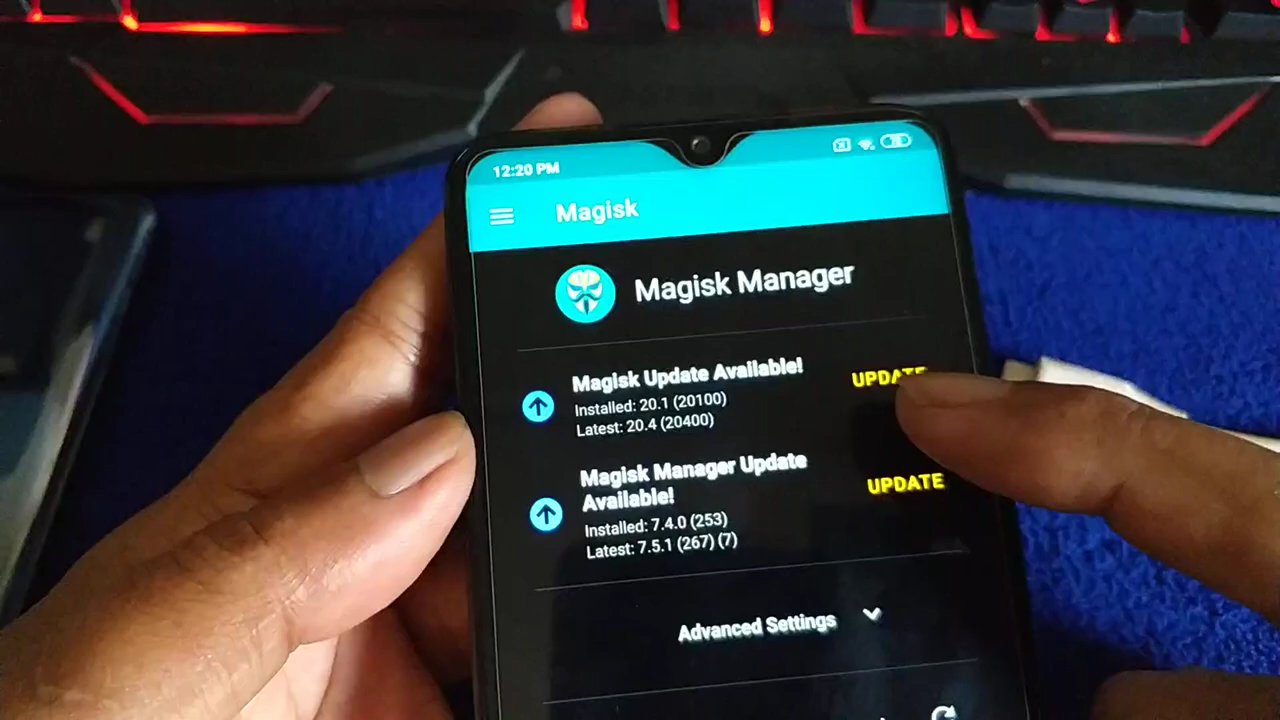 12:20 PM
Magisk
Magisk Manager
Magisk Update Available!
UPDATE
Installed: 20.1 (20100)
Latest: 20.4 (20400)
Magisk Manager Update
Available!
UPDATE
Installed: 7.4.0 (253)
Latest: 7.5.1 (267) (7)
Advanced Settings